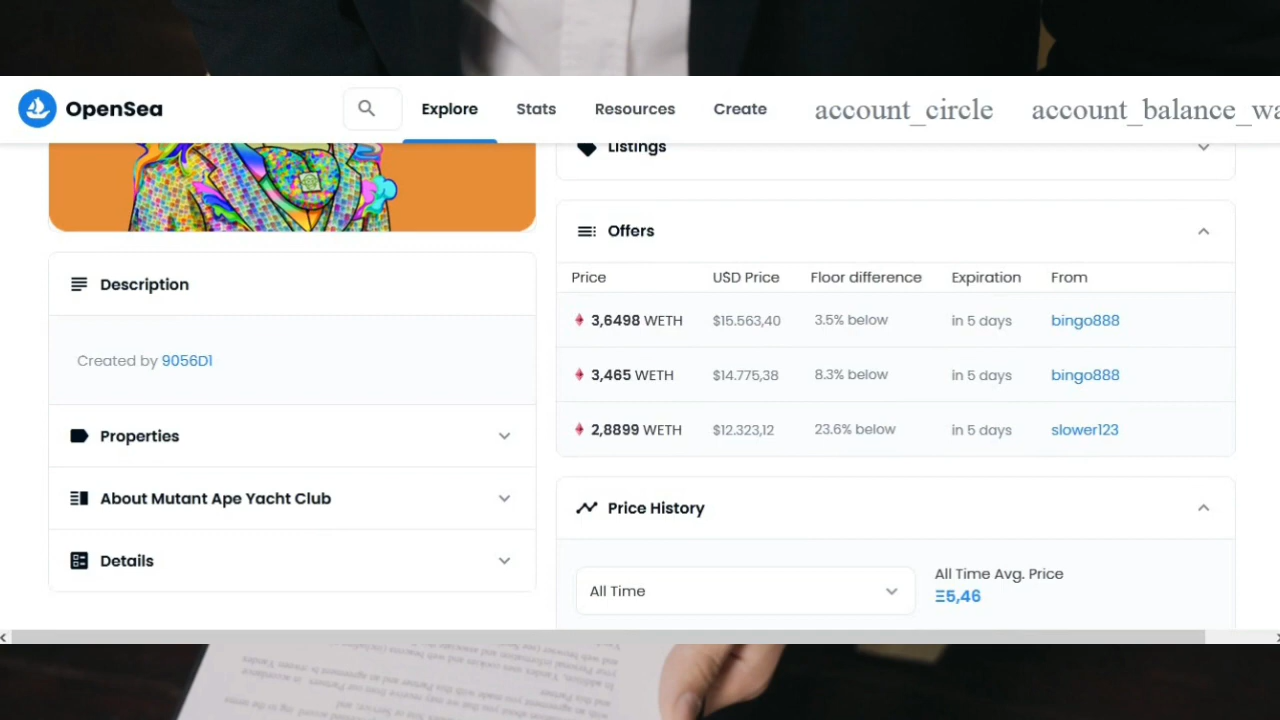 OpenSea
Explore
Stats
Resources
Create
account_circle
account_balance_wa
Listings
Offers
Price USD Price Floor difference Expiration From
3,6498 WETH $15.563,40 3.5% below in 5 days bingo888
3,465 WETH $14.775,38 8.3% below in 5 days bingo888
2,8899 WETH $12.323,12 23.6% below in 5 days slower123
Description
Created by 9056D1
Properties
About Mutant Ape Yacht Club
Details
Price History
All Time
All Time Avg. Price
Ξ5,46